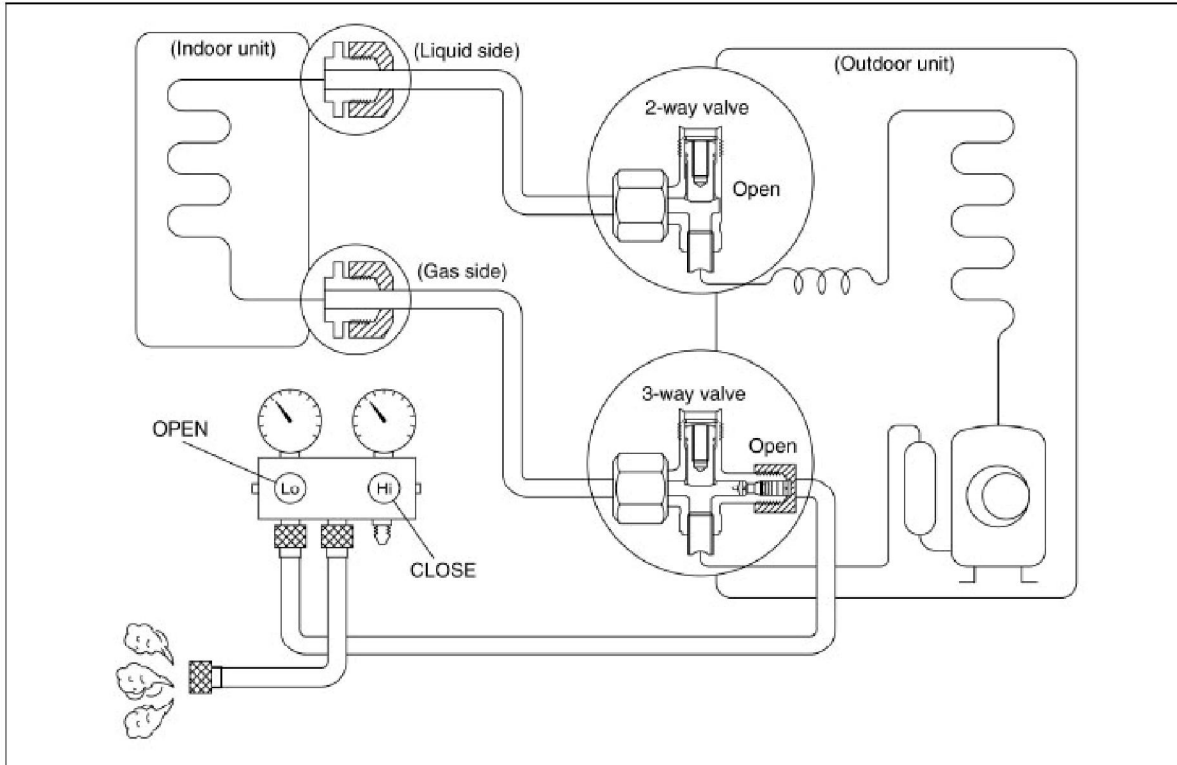 (Indoor unit)
(Liquid side)
(Outdoor unit)
2-way valve
Open
(Gas side)
3-way valve
Open
OPEN
Lo
Hi
CLOSE